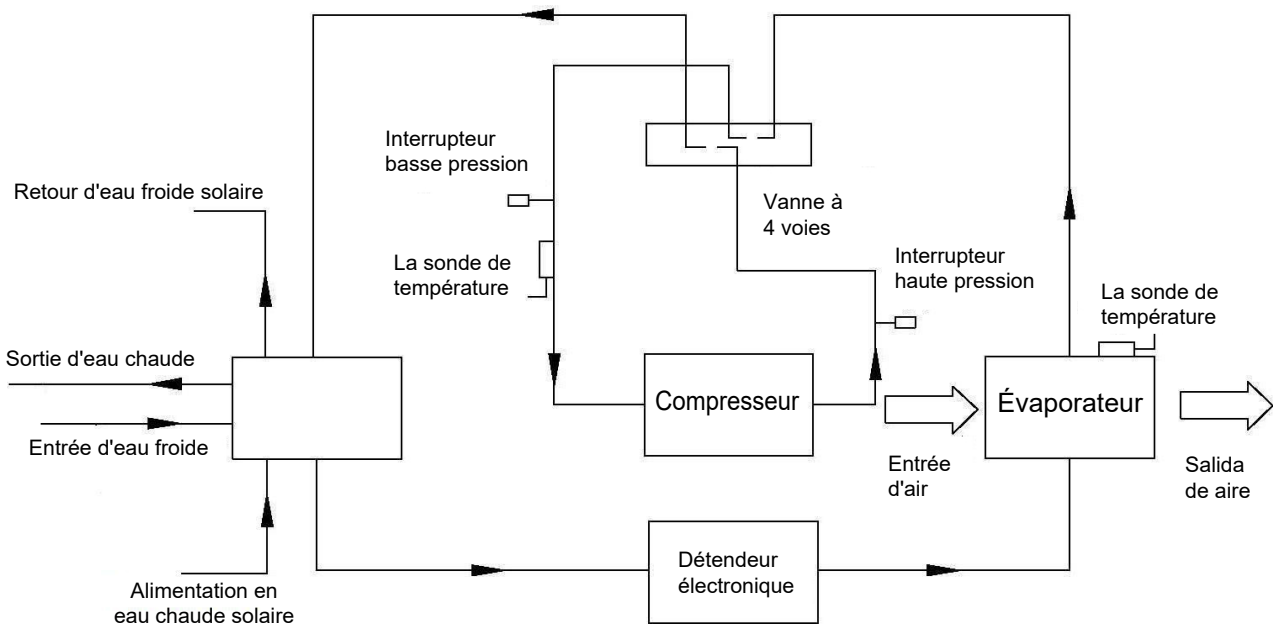 Interrupteur
basse pression
Retour d'eau froide solaire
Vanne à
4 voies
Interrupteur
haute pression
La sonde de
température
La sonde de
température
Sortie d'eau chaude
Compresseur
Évaporateur
Entrée d'eau froide
Entrée
d'air
Salida
de aire
Détendeur
électronique
Alimentation en
eau chaude solaire